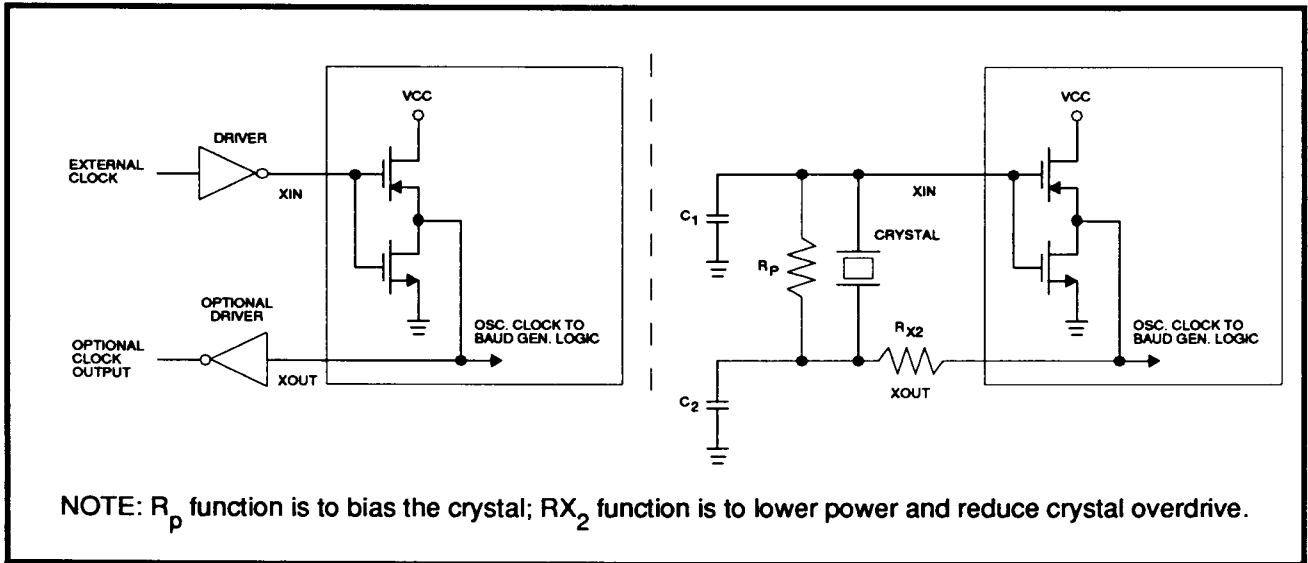 VCC
DRIVER
EXTERNAL
CLOCK
XIN
OPTIONAL
DRIVER
OPTIONAL
CLOCK
OUTPUT
XOUT
OSC. CLOCK TO
BAUD GEN. LOGIC
VCC
XIN
C1
CRYSTAL
RP
RX2
OSC. CLOCK TO
BAUD GEN. LOGIC
XOUT
C2
NOTE: Rp function is to bias the crystal; RX2 function is to lower power and reduce crystal overdrive.